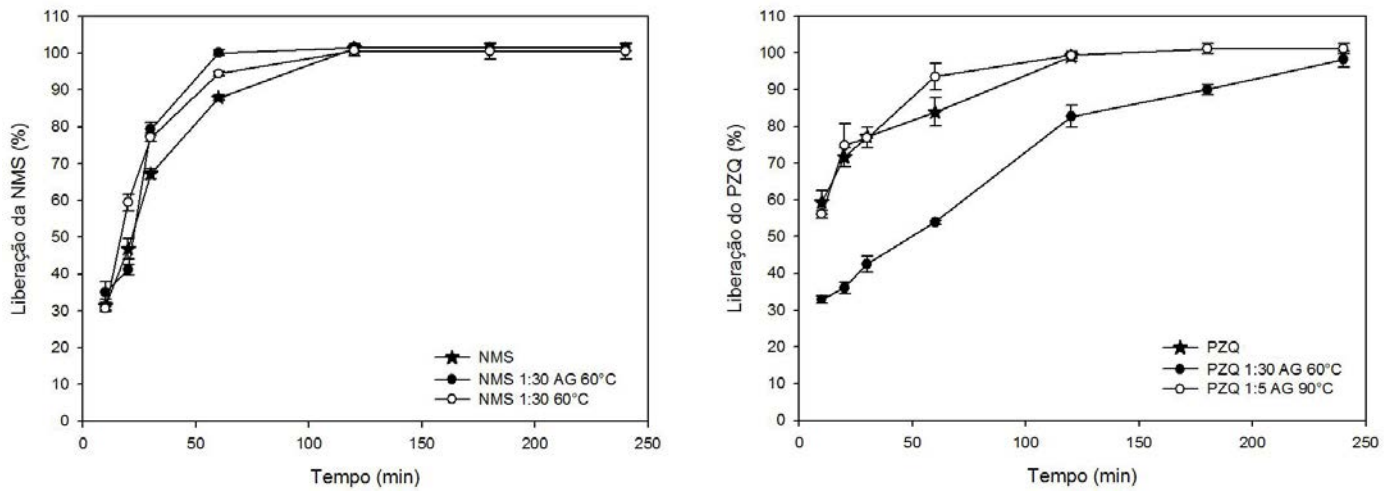 Liberação da NMS (%)
110
100
90
80
70
60
50
40
30
20
10
0
NMS
NMS 1:30 AG 60°C
NMS 1:30 60°C
0 50 100 150 200 250
Tempo (min)
Liberação do PZQ (%)
110
100
90
80
70
60
50
40
30
20
10
0
PZQ
PZQ 1:30 AG 60°C
PZQ 1:5 AG 90°C
0 50 100 150 200 250
Tempo (min)